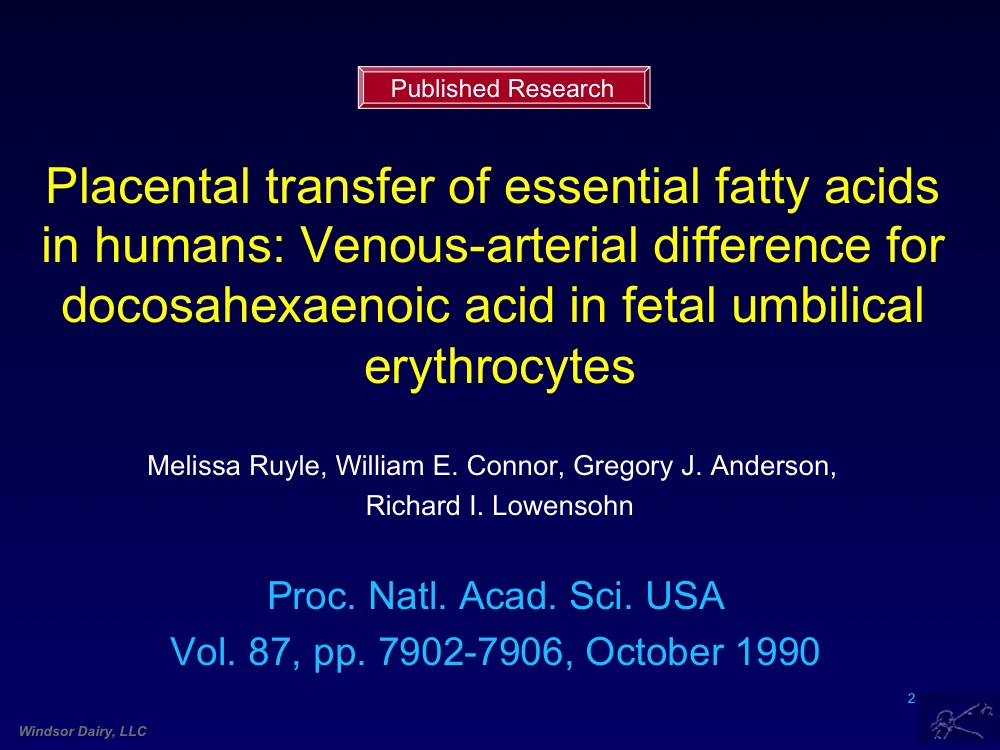 Published Research
Placental transfer of essential fatty acids
in humans: Venous-arterial difference for
docosahexaenoic acid in fetal umbilical
erythrocytes
Melissa Ruyle, William E. Connor, Gregory J. Anderson,
Richard I. Lowensohn
Proc. Natl. Acad. Sci. USA
Vol. 87, pp. 7902-7906, October 1990
2
Windsor Dairy, LLC